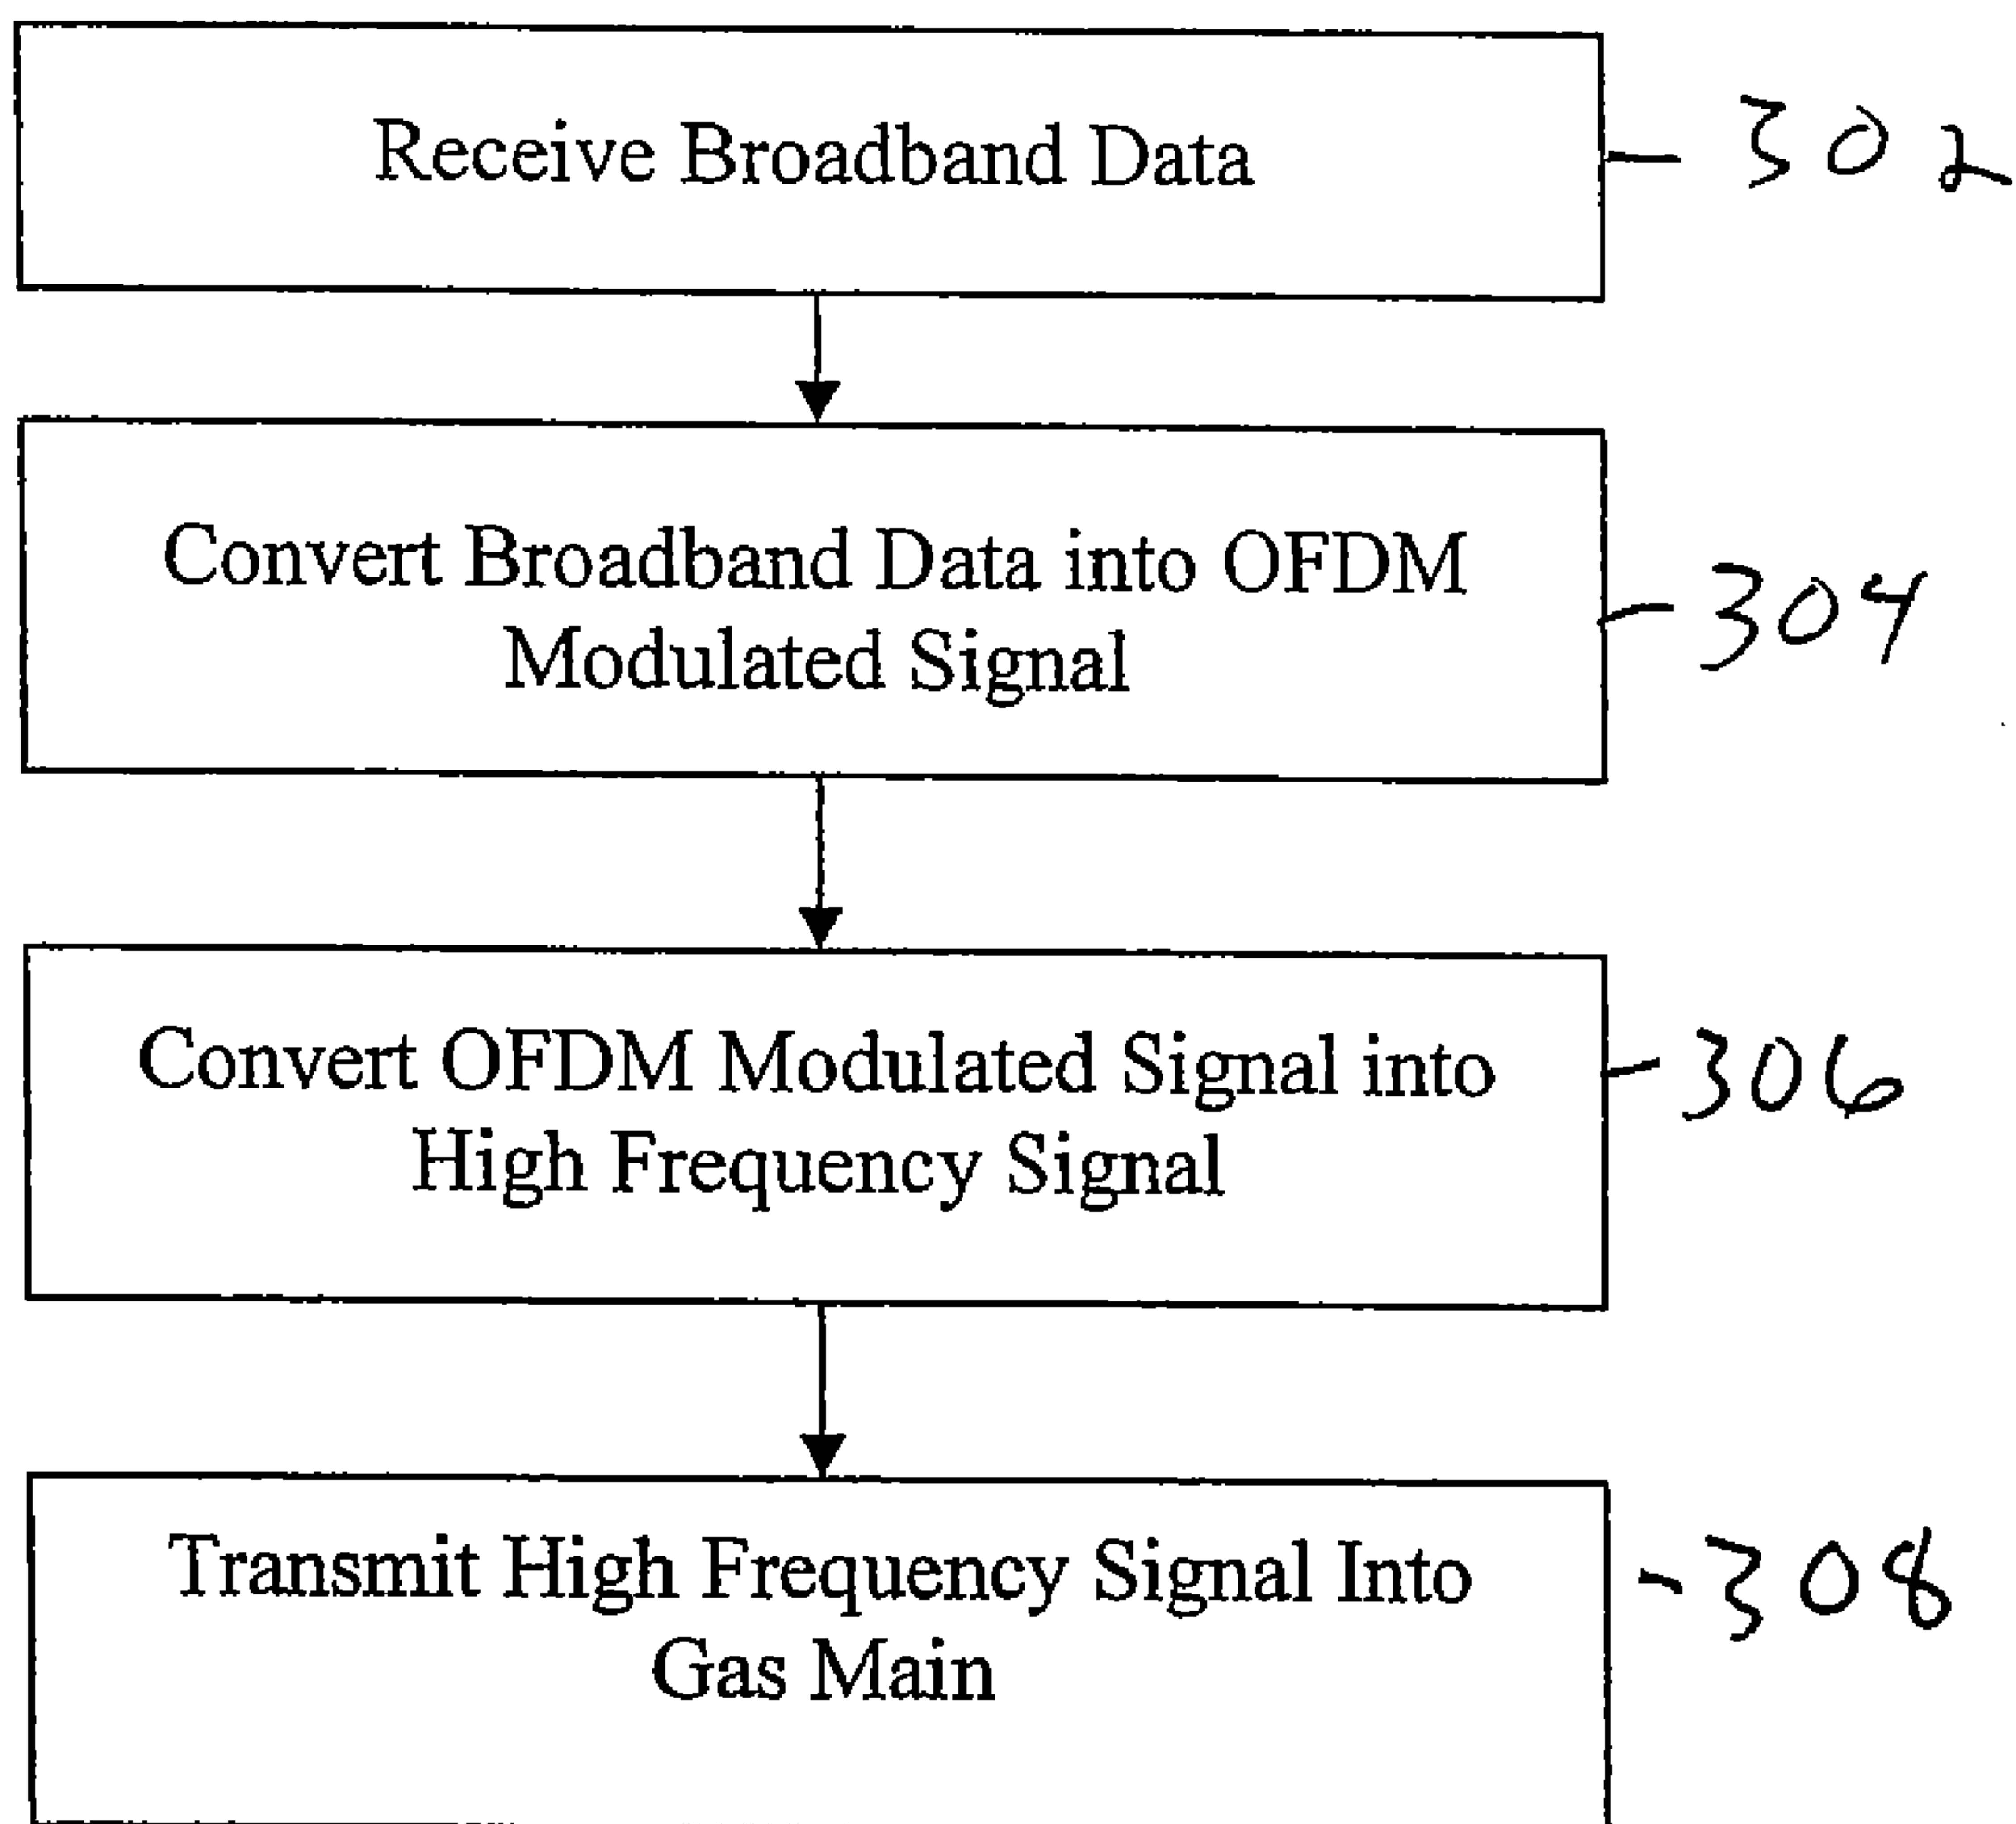 Receive Broadband Data
302
Convert Broadband Data into OFDM
Modulated Signal
304
Convert OFDM Modulated Signal into
High Frequency Signal
306
Transmit High Frequency Signal Into
Gas Main
308